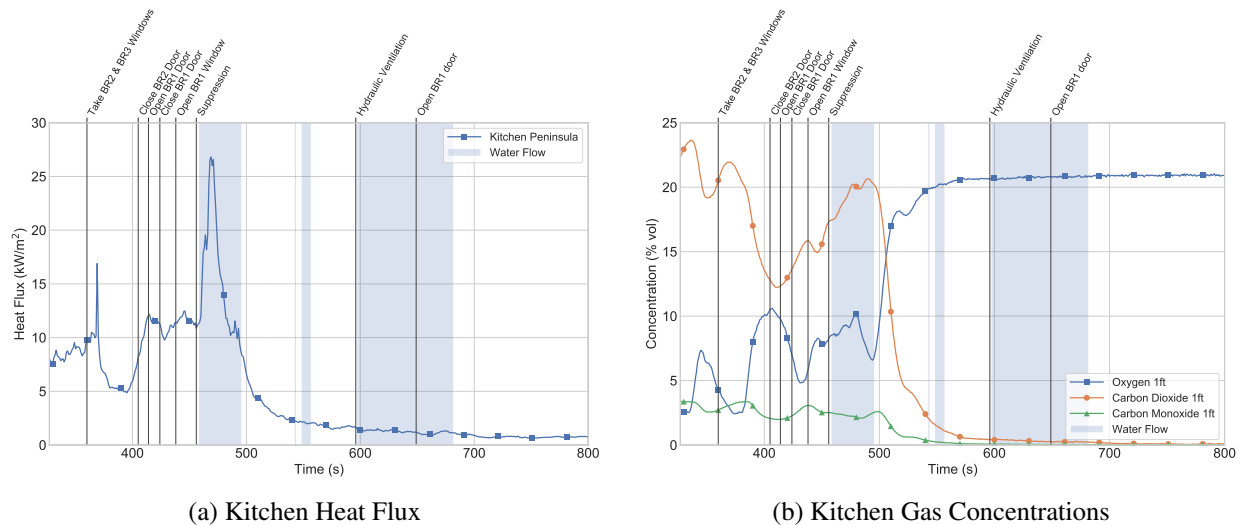 Take BR2 & BR3 Windows
Close BR2 Door
Open BR1 Door
Close BR1 Door
Open BR1 Window
Suppression
Hydraulic Ventilation
Open BR1 door
30
25
20
15
10
5
0
Heat Flux (kW/m²)
Kitchen Peninsula
Water Flow
400
500
600
700
800
Time (s)
(a) Kitchen Heat Flux
Take BR2 & BR3 Windows
Close BR2 Door
Open BR1 Door
Close BR1 Door
Open BR1 Window
Suppression
Hydraulic Ventilation
Open BR1 door
25
20
15
10
5
0
Concentration (% vol)
Oxygen 1ft
Carbon Dioxide 1ft
Carbon Monoxide 1ft
Water Flow
400
500
600
700
800
Time (s)
(b) Kitchen Gas Concentrations